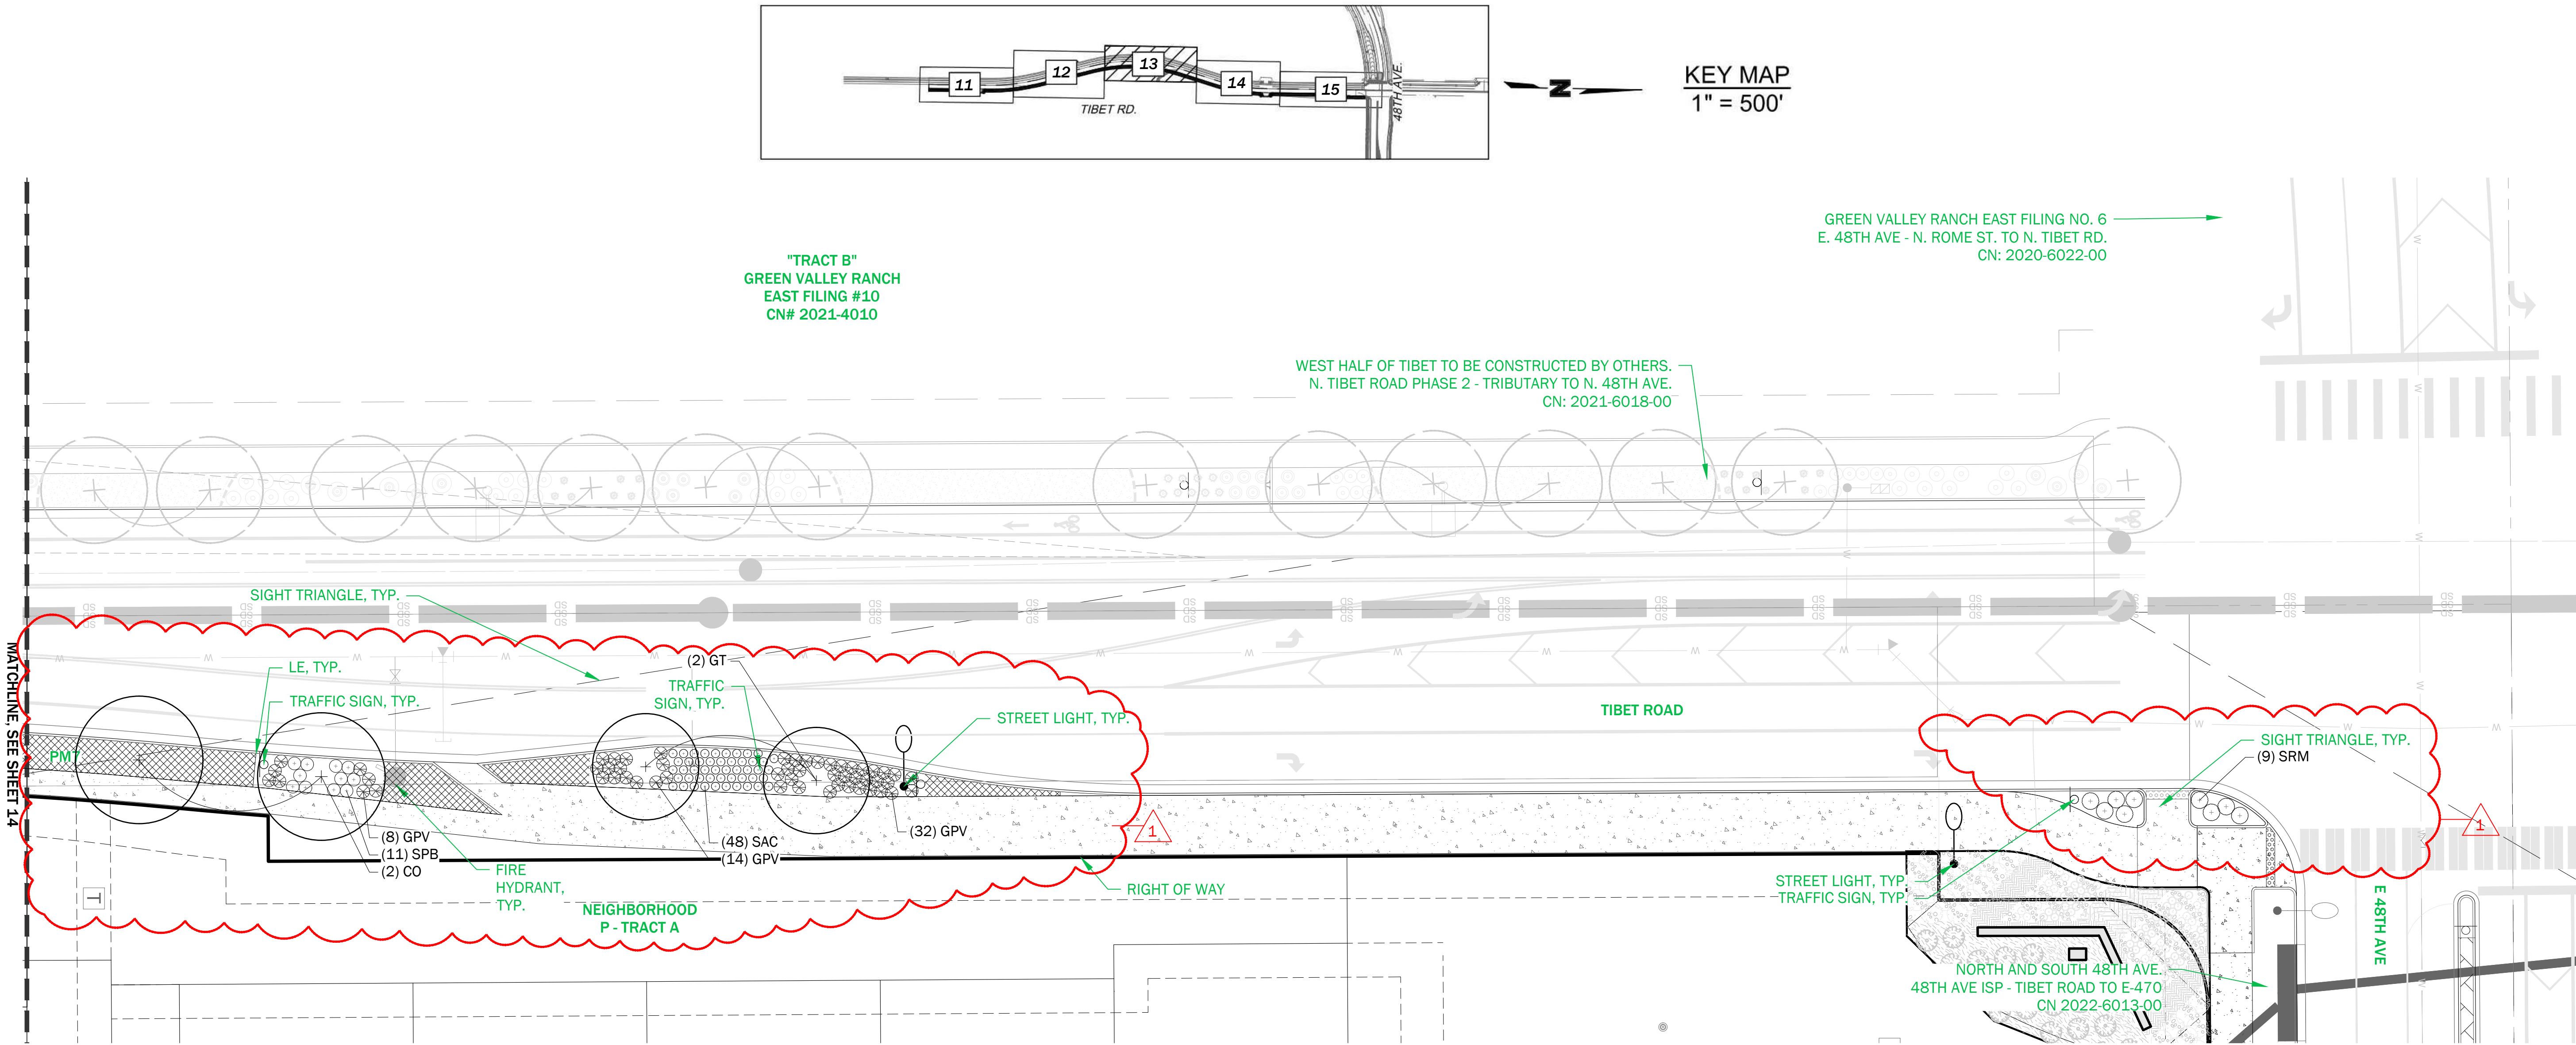 11
12
13
14
15
TIBET RD.
48TH AVE.
N
KEY MAP
1" = 500'
GREEN VALLEY RANCH EAST FILING NO. 6
E. 48TH AVE - N. ROME ST. TO N. TIBET RD.
CN: 2020-6022-00
"TRACT B"
GREEN VALLEY RANCH
EAST FILING #10
CN# 2021-4010
WEST HALF OF TIBET TO BE CONSTRUCTED BY OTHERS.
N. TIBET ROAD PHASE 2 - TRIBUTARY TO N. 48TH AVE.
CN: 2021-6018-00
SIGHT TRIANGLE, TYP.
LE, TYP.
TRAFFIC SIGN, TYP.
(2) GT
TRAFFIC
SIGN, TYP.
STREET LIGHT, TYP.
TIBET ROAD
SIGHT TRIANGLE, TYP.
(9) SRM
PM7
MATCHLINE, SEE SHEET 14
(8) GPV
(11) SPB
(2) CO
FIRE
HYDRANT,
TYP.
(48) SAC
(14) GPV
(32) GPV
1
1
RIGHT OF WAY
NEIGHBORHOOD
P - TRACT A
STREET LIGHT, TYP.
TRAFFIC SIGN, TYP.
E 48TH AVE
NORTH AND SOUTH 48TH AVE.
48TH AVE ISP - TIBET ROAD TO E-470
CN 2022-6013-00
T